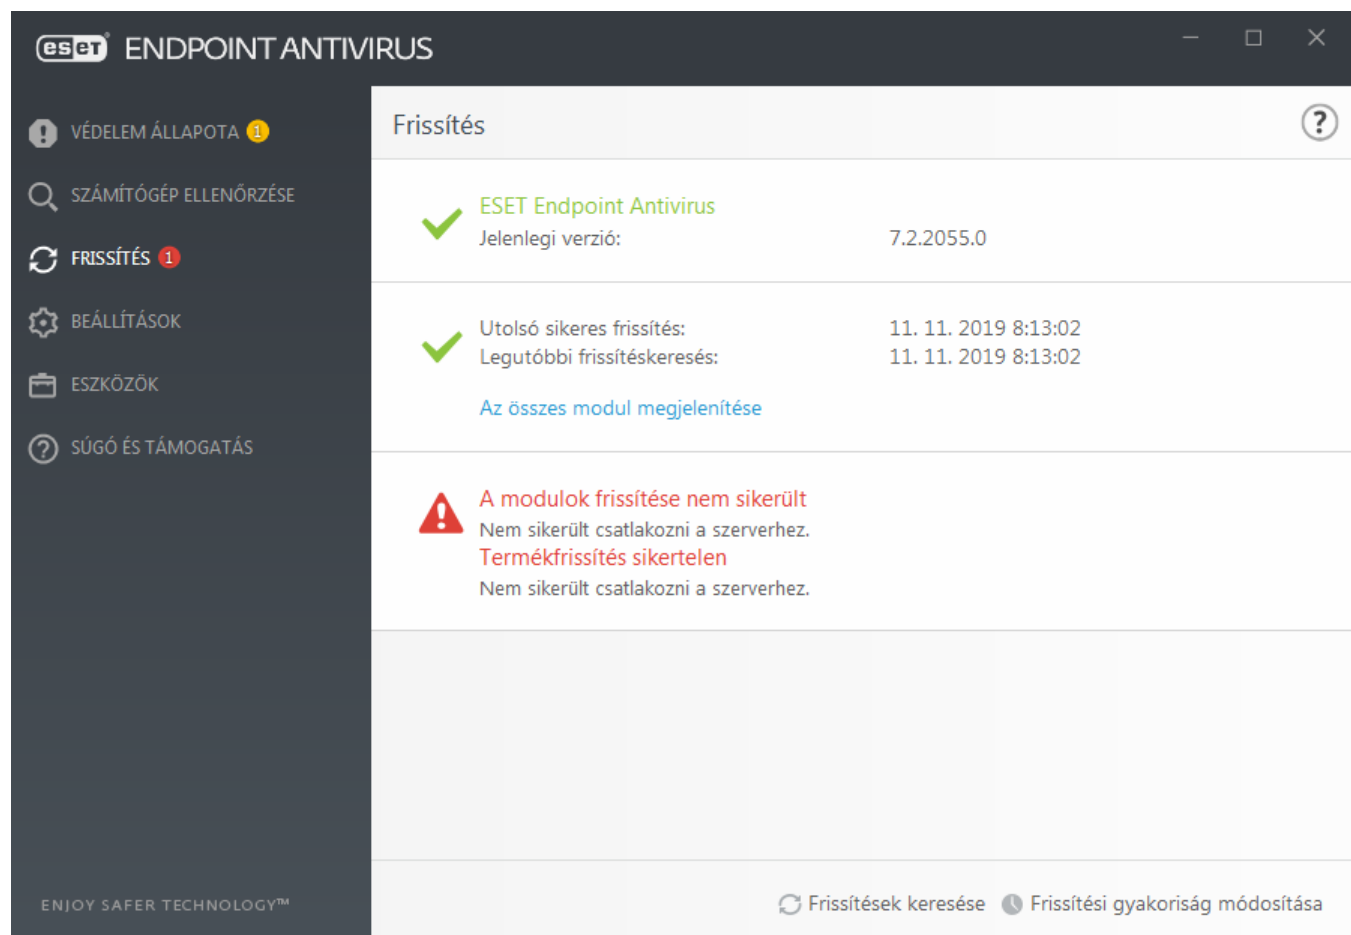 eset ENDPOINT ANTIVIRUS
VÉDELEM ÁLLAPOTA 1
SZÁMÍTÓGÉP ELLENŐRZÉSE
FRISSÍTÉS 1
BEÁLLÍTÁSOK
ESZKÖZÖK
SÚGÓ ÉS TÁMOGATÁS
ENJOY SAFER TECHNOLOGY™
Frissítés
?
ESET Endpoint Antivirus
Jelenlegi verzió: 7.2.2055.0
Utolsó sikeres frissítés: 11. 11. 2019 8:13:02
Legutóbbi frissítéskeresés: 11. 11. 2019 8:13:02
Az összes modul megjelenítése
A modulok frissítése nem sikerült
Nem sikerült csatlakozni a szerverhez.
Termékfrissítés sikertelen
Nem sikerült csatlakozni a szerverhez.
Frissítések keresése Frissítési gyakoriság módosítása